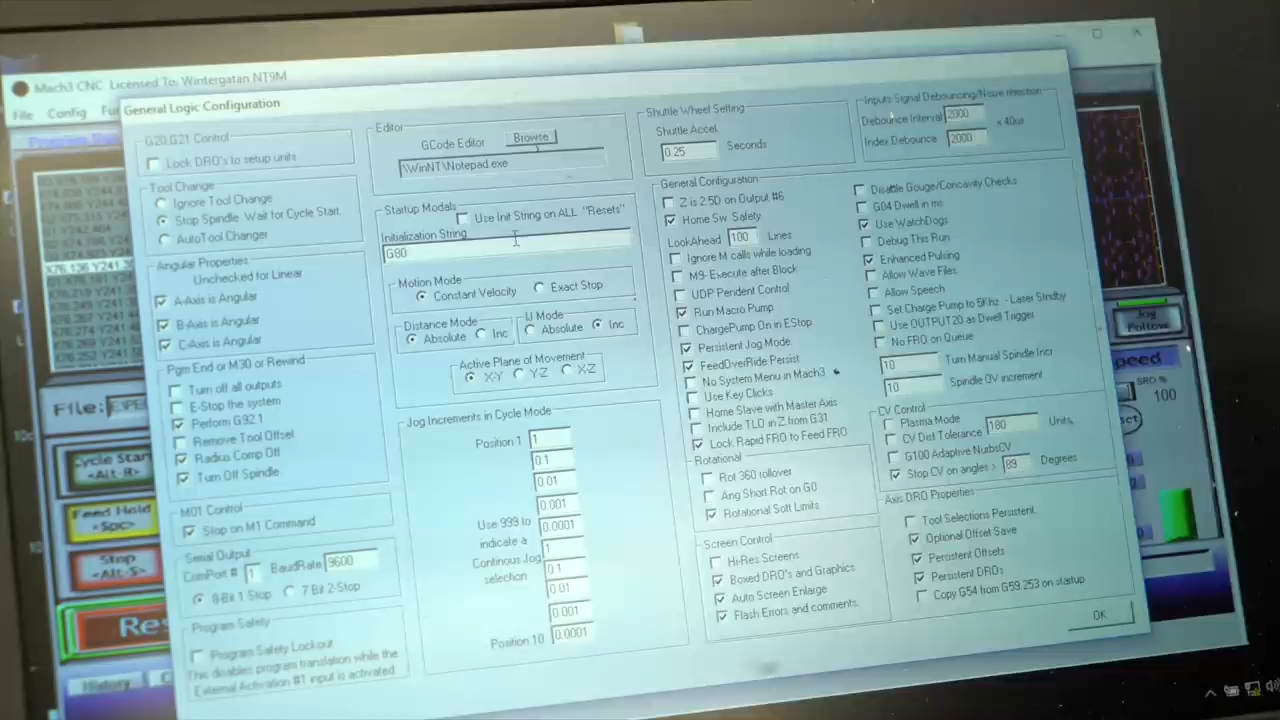 Mach3 CNC Licensed To: Wintergatan NT9M
File Config
General Logic Configuration
G20,G21 Control
Lock DRO's to setup units
Tool Change
Ignore Tool Change
Stop Spindle. Wait for Cycle Start.
AutoTool Changer
Angular Properties
Unchecked for Linear
A-Axis is Angular
B-Axis is Angular
C-Axis is Angular
Pgm End or M30 or Rewind
Turn off all outputs
E-Stop the system
Perform G92.1
Remove Tool Offset
Radius Comp Off
Turn Off Spindle
M01 Control
Stop on M1 Command
Serial Output
ComPort # 1 BaudRate 9600
8-Bit 1 Stop 7 Bit 2-Stop
Program Safety
Program Safety Lockout
This disables program translation while the
External Activation #1 input is activated
Editor
GCode Editor Browse
\WinNT\Notepad.exe
Startup Modals
Use Init String on ALL "Resets"
Initialization String
G80
Motion Mode
Constant Velocity Exact Stop
Distance Mode
Absolute Inc
IJ Mode
Absolute Inc
Active Plane of Movement
X-Y Y-Z X-Z
Jog Increments in Cycle Mode
Position 1 1
0.1
0.01
0.001
Use 999 to 0.0001
indicate a
Continous Jog
selection
1
0.1
0.01
0.001
Position 10 0.0001
Shuttle Wheel Setting
Shuttle Accel.
0.25 Seconds
Inputs Signal Debouncing/Noise rejection
Debounce Interval: 2000 x 40us
Index Debounce 2000
General Configuration
Z is 2.5D on Output #6
Home Sw. Safety
LookAhead 100 Lines
Ignore M calls while loading
M9- Execute after Block
UDP Pendent Control
Run Macro Pump
ChargePump On in EStop
Persistent Jog Mode
FeedOverRide Persist
No System Menu in Mach3
Use Key Clicks
Home Slave with Master Axis
Include TLO in Z from G31
Lock Rapid FRO to Feed FRO
Disable Gouge/Concavity Checks
G04 Dwell in ms
Use WatchDogs
Debug This Run
Enhanced Pulsing
Allow Wave Files
Allow Speech
Set Charge Pump to 5Khz - Laser Stndby
Use OUTPUT20 as Dwell Trigger
No FRO on Queue
10 Turn Manual Spindle Incr.
10 Spindle OV increment
Rotational
Rot 360 rollover
Ang Short Rot on G0
Rotational Soft Limits
Screen Control
Hi-Res Screens
Boxed DRO's and Graphics
Auto Screen Enlarge
Flash Errors and comments.
CV Control
Plasma Mode
CV Dist Tolerance 180 Units.
G100 Adaptive NurbsCV
Stop CV on angles > 89 Degrees
Axis DRO Properties
Tool Selections Persistent.
Optional Offset Save
Persistent Offsets
Persistent DROs
Copy G54 from G59.253 on startup
OK
File:
Cycle Start
<Alt-R>
Feed Hold
<Spc>
Stop
<Alt-S>
History
Jog
Follow
SRO %
100